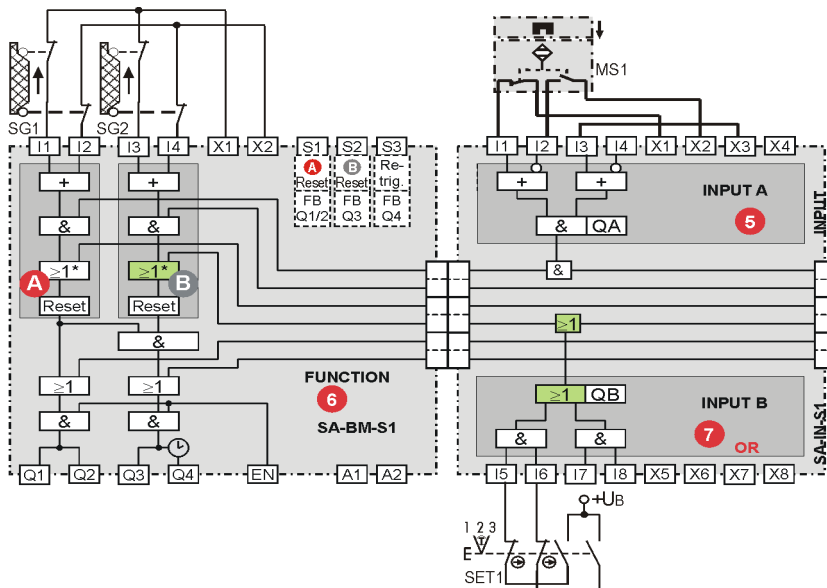 MS1
SG1 SG2
I1 I2 I3 I4 X1 X2 S1 S2 S3
I1 I2 I3 I4 X1 X2 X3 X4
A B Re-
Reset Reset trig.
FB FB FB
Q1/2 Q3 Q4
+ +
& &
≥1* ≥1*
A B
Reset Reset
&
≥1 ≥1
& &
FUNCTION
6
SA-BM-S1
Q1 Q2 Q3 Q4 EN A1 A2
+ +
INPUT A
& QA
5
INPUT
&
≥1
≥1 QB
INPUT B
& &
7
OR
SA-IN-S1
I5 I6 I7 I8 X5 X6 X7 X8
+UB
1 2 3
E
SET1